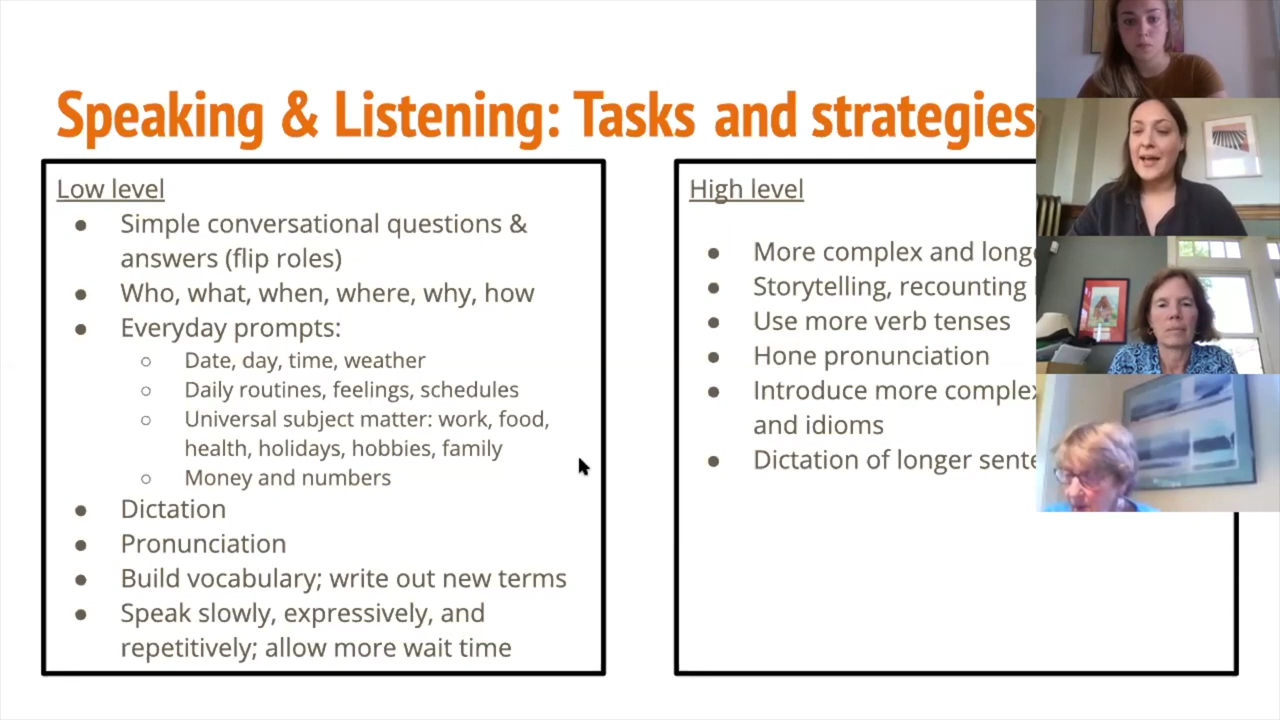 Speaking & Listening: Tasks and strategies
Low level
● Simple conversational questions &
answers (flip roles)
● Who, what, when, where, why, how
● Everyday prompts:
○ Date, day, time, weather
○ Daily routines, feelings, schedules
○ Universal subject matter: work, food,
health, holidays, hobbies, family
○ Money and numbers
● Dictation
● Pronunciation
● Build vocabulary; write out new terms
● Speak slowly, expressively, and
repetitively; allow more wait time
High level
● More complex and
● Storytelling, recounting
● Use more verb tenses
● Hone pronunciation
● Introduce more complex
and idioms
● Dictation of longer